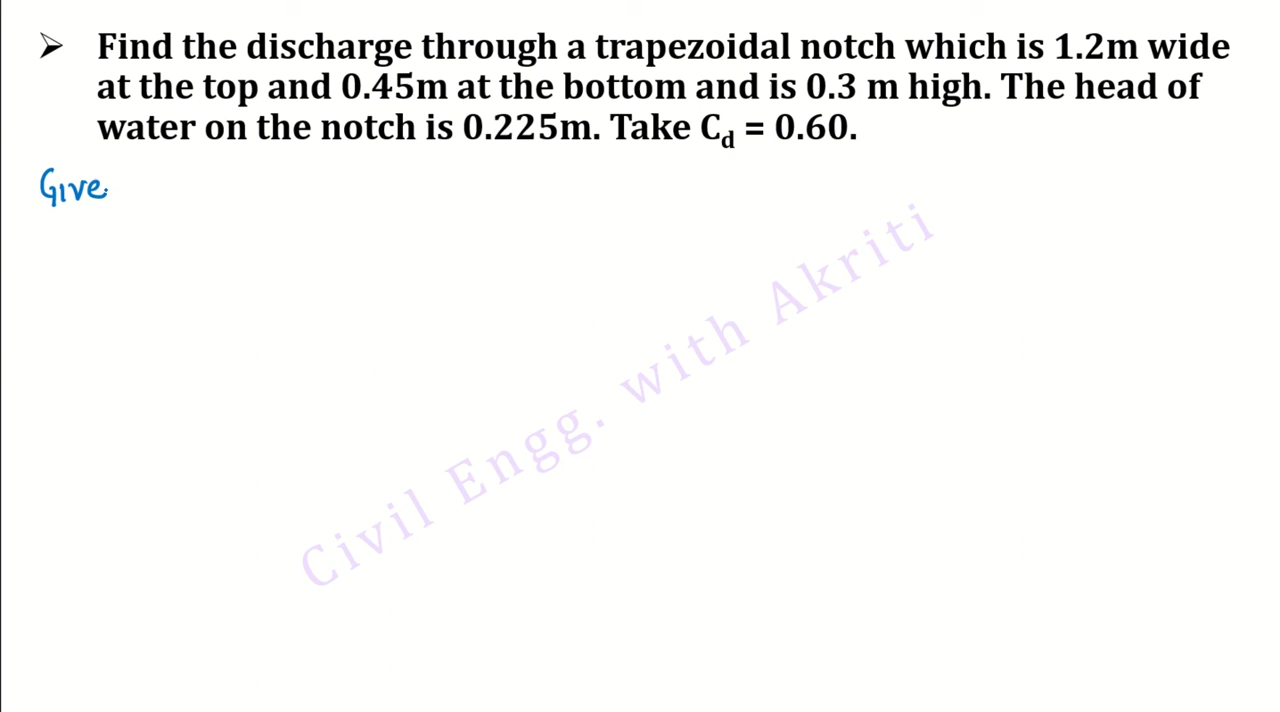 ➢ Find the discharge through a trapezoidal notch which is 1.2m wide
at the top and 0.45m at the bottom and is 0.3 m high. The head of
water on the notch is 0.225m. Take Cd = 0.60.
Give
Civil Engg. with Akriti